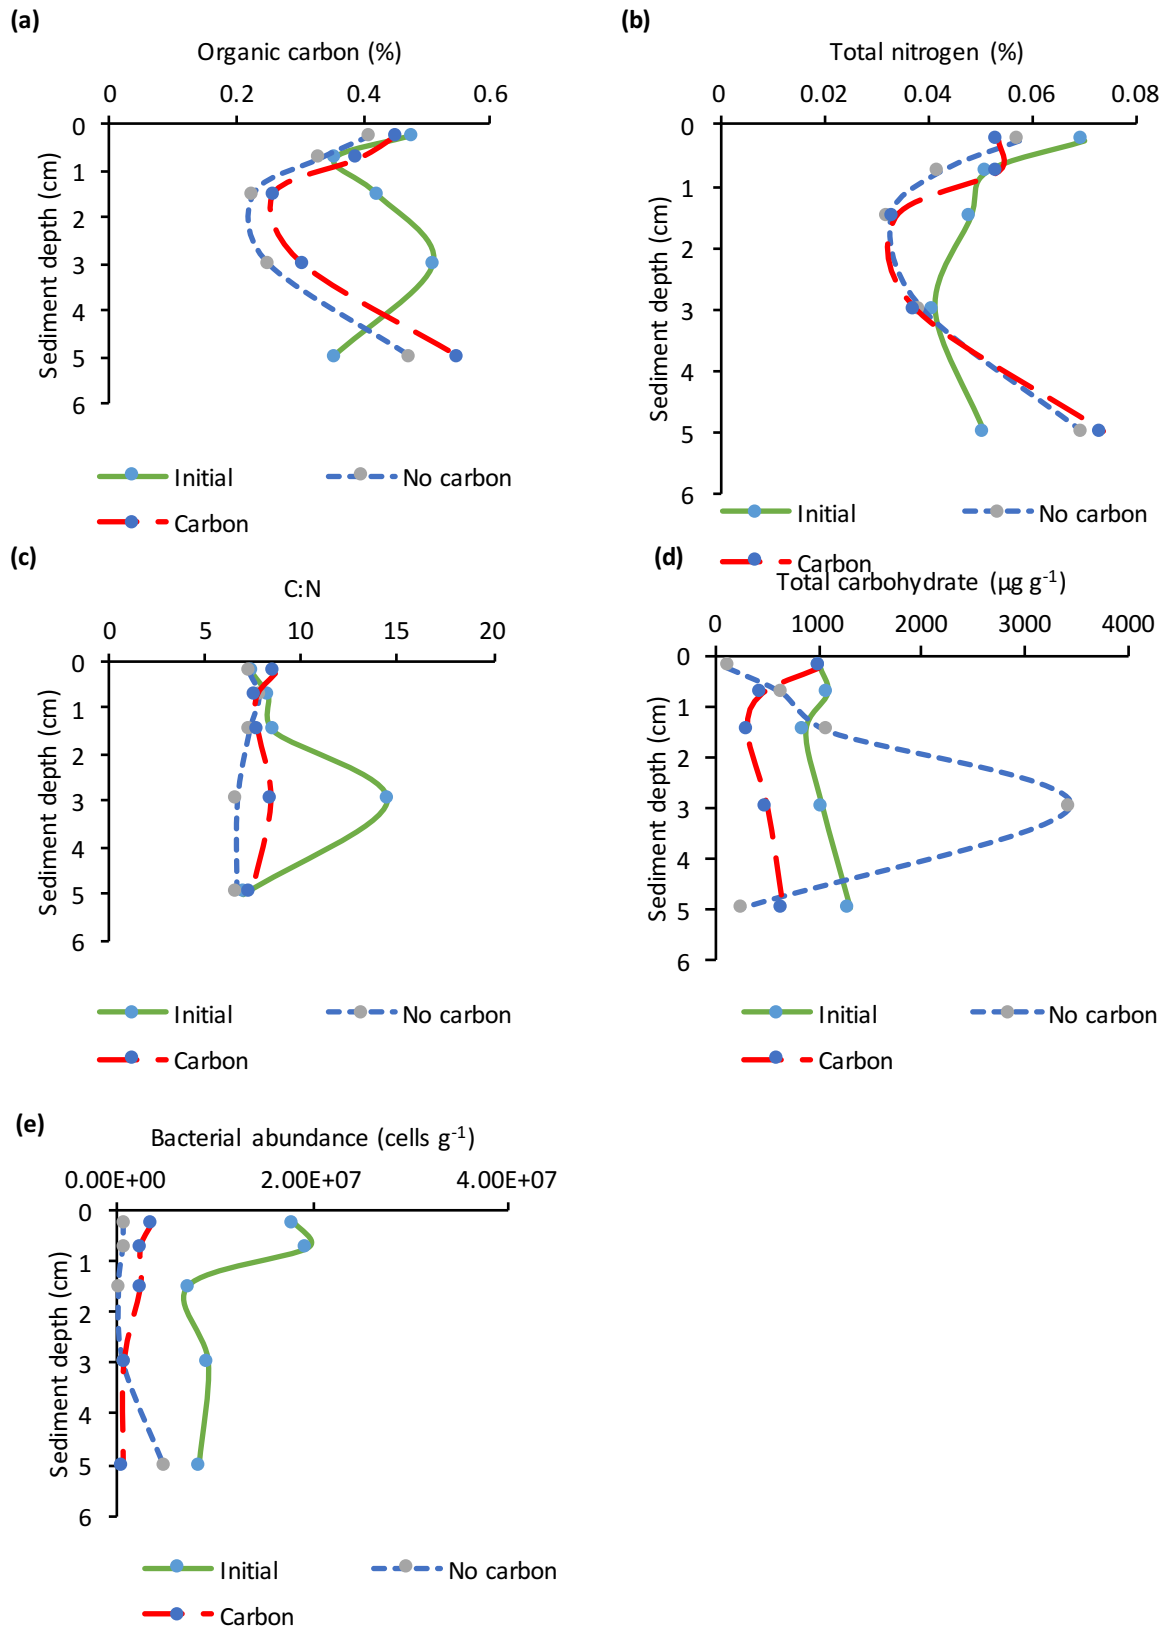 (a)
Organic carbon (%)
0 0.2 0.4 0.6
0
1
2
3
4
5
6
Sediment depth (cm)
Initial No carbon
Carbon
(b)
Total nitrogen (%)
0 0.02 0.04 0.06 0.08
0
1
2
3
4
5
6
Sediment depth (cm)
Initial No carbon
Carbon
(c)
C:N
0 5 10 15 20
0
1
2
3
4
5
6
Sediment depth (cm)
Initial No carbon
Carbon
(d)
Total carbohydrate (µg g-1)
0 1000 2000 3000 4000
0
1
2
3
4
5
6
Sediment depth (cm)
Initial No carbon
Carbon
(e)
Bacterial abundance (cells g-1)
0.00E+00 2.00E+07 4.00E+07
0
1
2
3
4
5
6
Sediment depth (cm)
Initial No carbon
Carbon